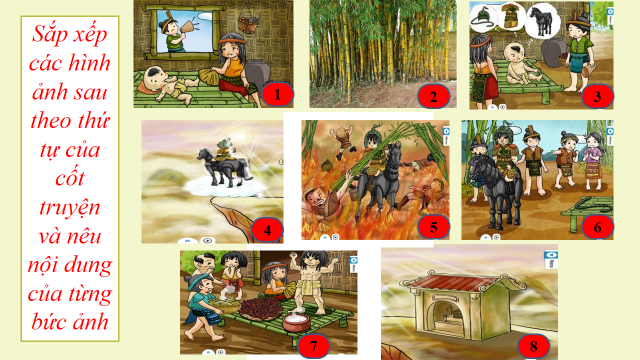 Sắp xếp
các hình
ảnh sau
theo thứ
tự của
cốt
truyện
và nêu
nội dung
của từng
bức ảnh
1
2
3
4
5
6
7
8